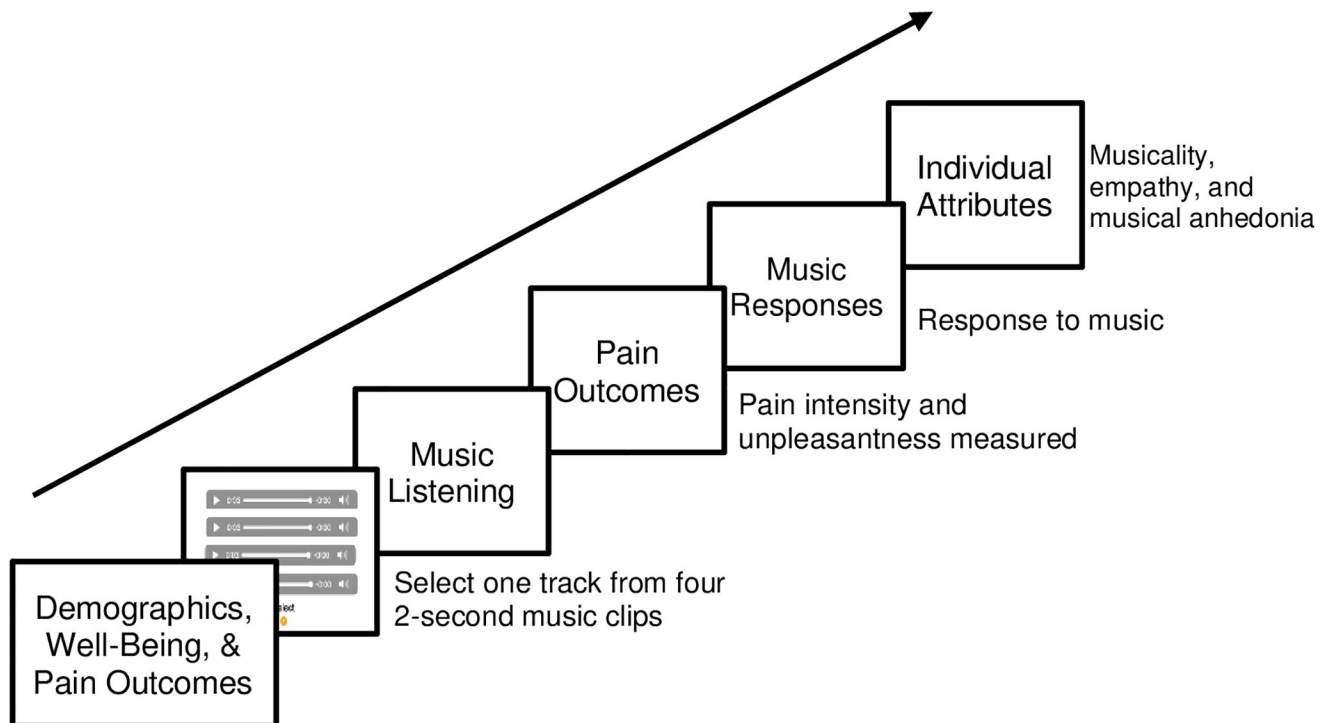 Individual
Attributes
Musicality,
empathy, and
musical anhedonia
Music
Responses
Response to music
Pain
Outcomes
Pain intensity and
unpleasantness measured
Music
Listening
Select one track from four
2-second music clips
Demographics,
Well-Being, &
Pain Outcomes